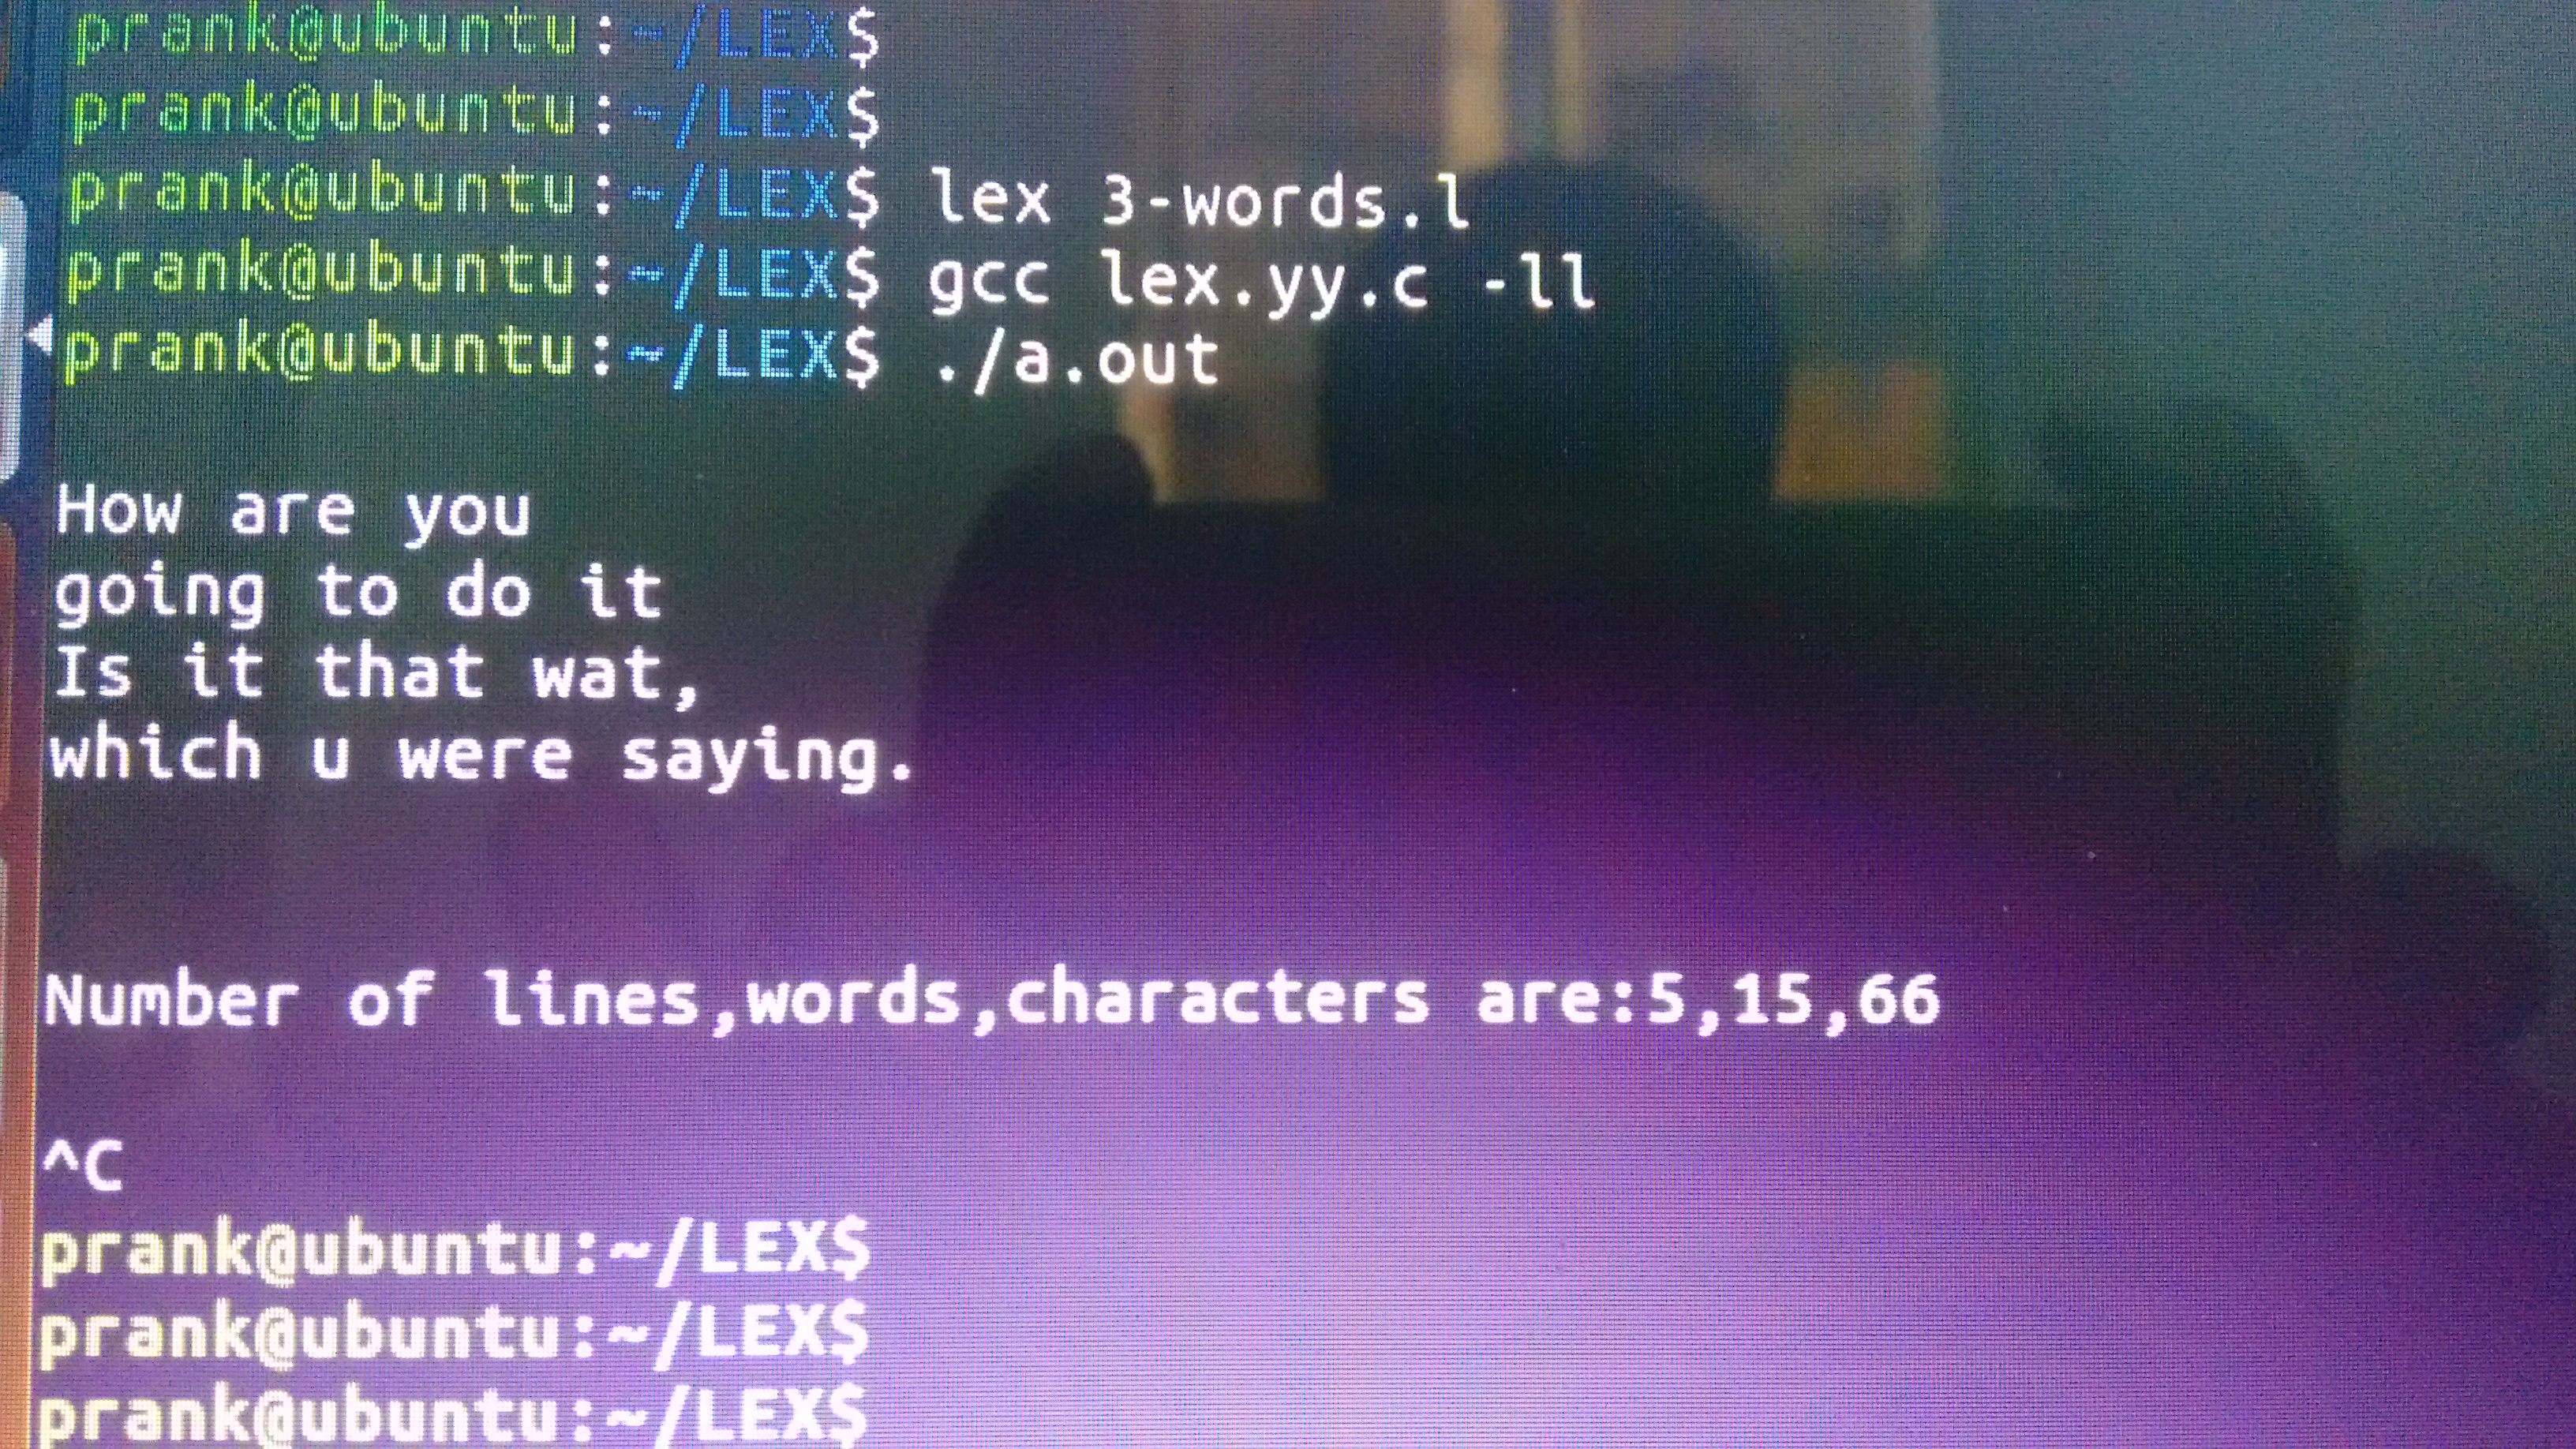 prank@ubuntu:~/LEX$
prank@ubuntu:~/LEX$
prank@ubuntu:~/LEX$ lex 3-words.l
prank@ubuntu:~/LEX$ gcc lex.yy.c -ll
prank@ubuntu:~/LEX$ ./a.out
How are you
going to do it
Is it that wat,
which u were saying.
Number of lines,words,characters are:5,15,66
^C
prank@ubuntu:~/LEX$
prank@ubuntu:~/LEX$
prank@ubuntu:~/LEX$